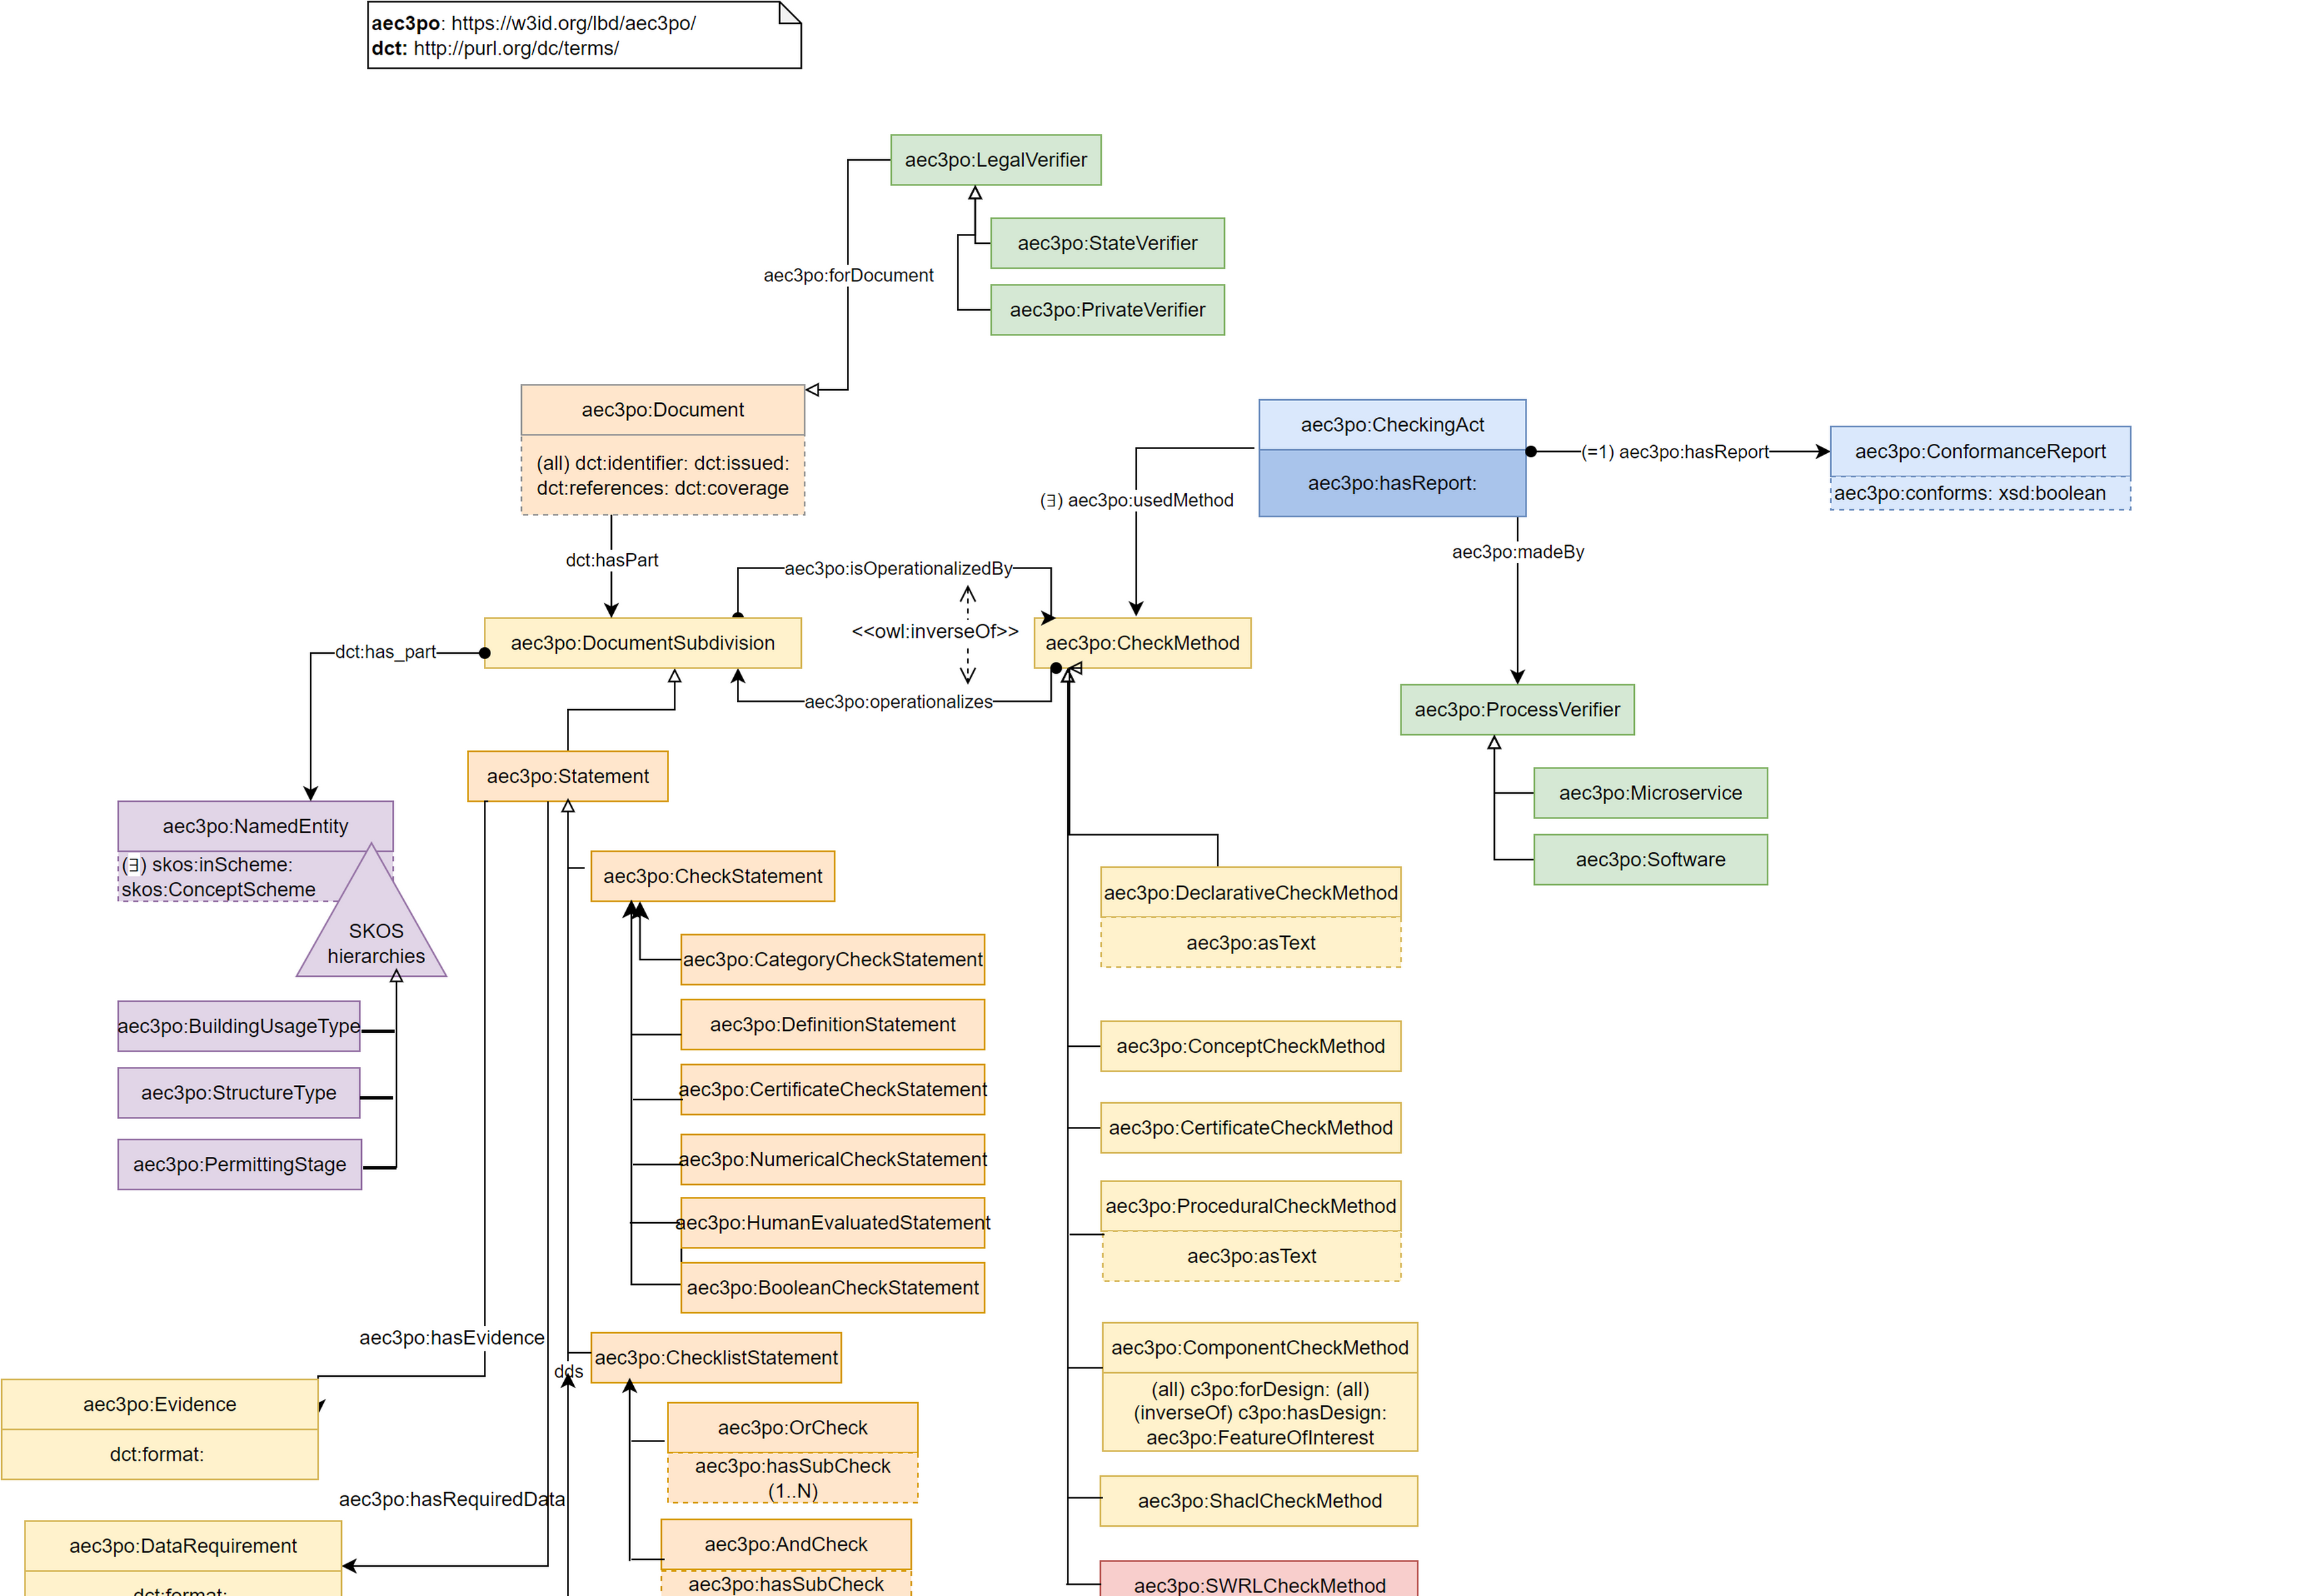 aec3po: https://w3id.org/lbd/aec3po/
dct: http://purl.org/dc/terms/
aec3po:LegalVerifier
aec3po:StateVerifier
aec3po:forDocument
aec3po:PrivateVerifier
aec3po:Document
(all) dct:identifier: dct:issued:
dct:references: dct:coverage
aec3po:CheckingAct
aec3po:hasReport:
(=1) aec3po:hasReport
aec3po:ConformanceReport
aec3po:conforms: xsd:boolean
(∃) aec3po:usedMethod
aec3po:madeBy
dct:hasPart
aec3po:isOperationalizedBy
<<owl:inverseOf>>
aec3po:DocumentSubdivision
aec3po:CheckMethod
dct:has_part
aec3po:operationalizes
aec3po:ProcessVerifier
aec3po:Microservice
aec3po:Software
aec3po:Statement
aec3po:NamedEntity
(∃) skos:inScheme:
skos:ConceptScheme
SKOS
hierarchies
aec3po:BuildingUsageType
aec3po:StructureType
aec3po:PermittingStage
aec3po:CheckStatement
aec3po:CategoryCheckStatement
aec3po:DefinitionStatement
aec3po:CertificateCheckStatement
aec3po:NumericalCheckStatement
aec3po:HumanEvaluatedStatement
aec3po:BooleanCheckStatement
aec3po:DeclarativeCheckMethod
aec3po:asText
aec3po:ConceptCheckMethod
aec3po:CertificateCheckMethod
aec3po:ProceduralCheckMethod
aec3po:asText
aec3po:ComponentCheckMethod
(all) c3po:forDesign: (all)
(inverseOf) c3po:hasDesign:
aec3po:FeatureOfInterest
aec3po:ShaclCheckMethod
aec3po:SWRLCheckMethod
aec3po:hasEvidence
aec3po:ChecklistStatement
dds
aec3po:Evidence
dct:format:
aec3po:OrCheck
aec3po:hasSubCheck
(1..N)
aec3po:hasRequiredData
aec3po:AndCheck
aec3po:hasSubCheck
aec3po:DataRequirement
dct:format: